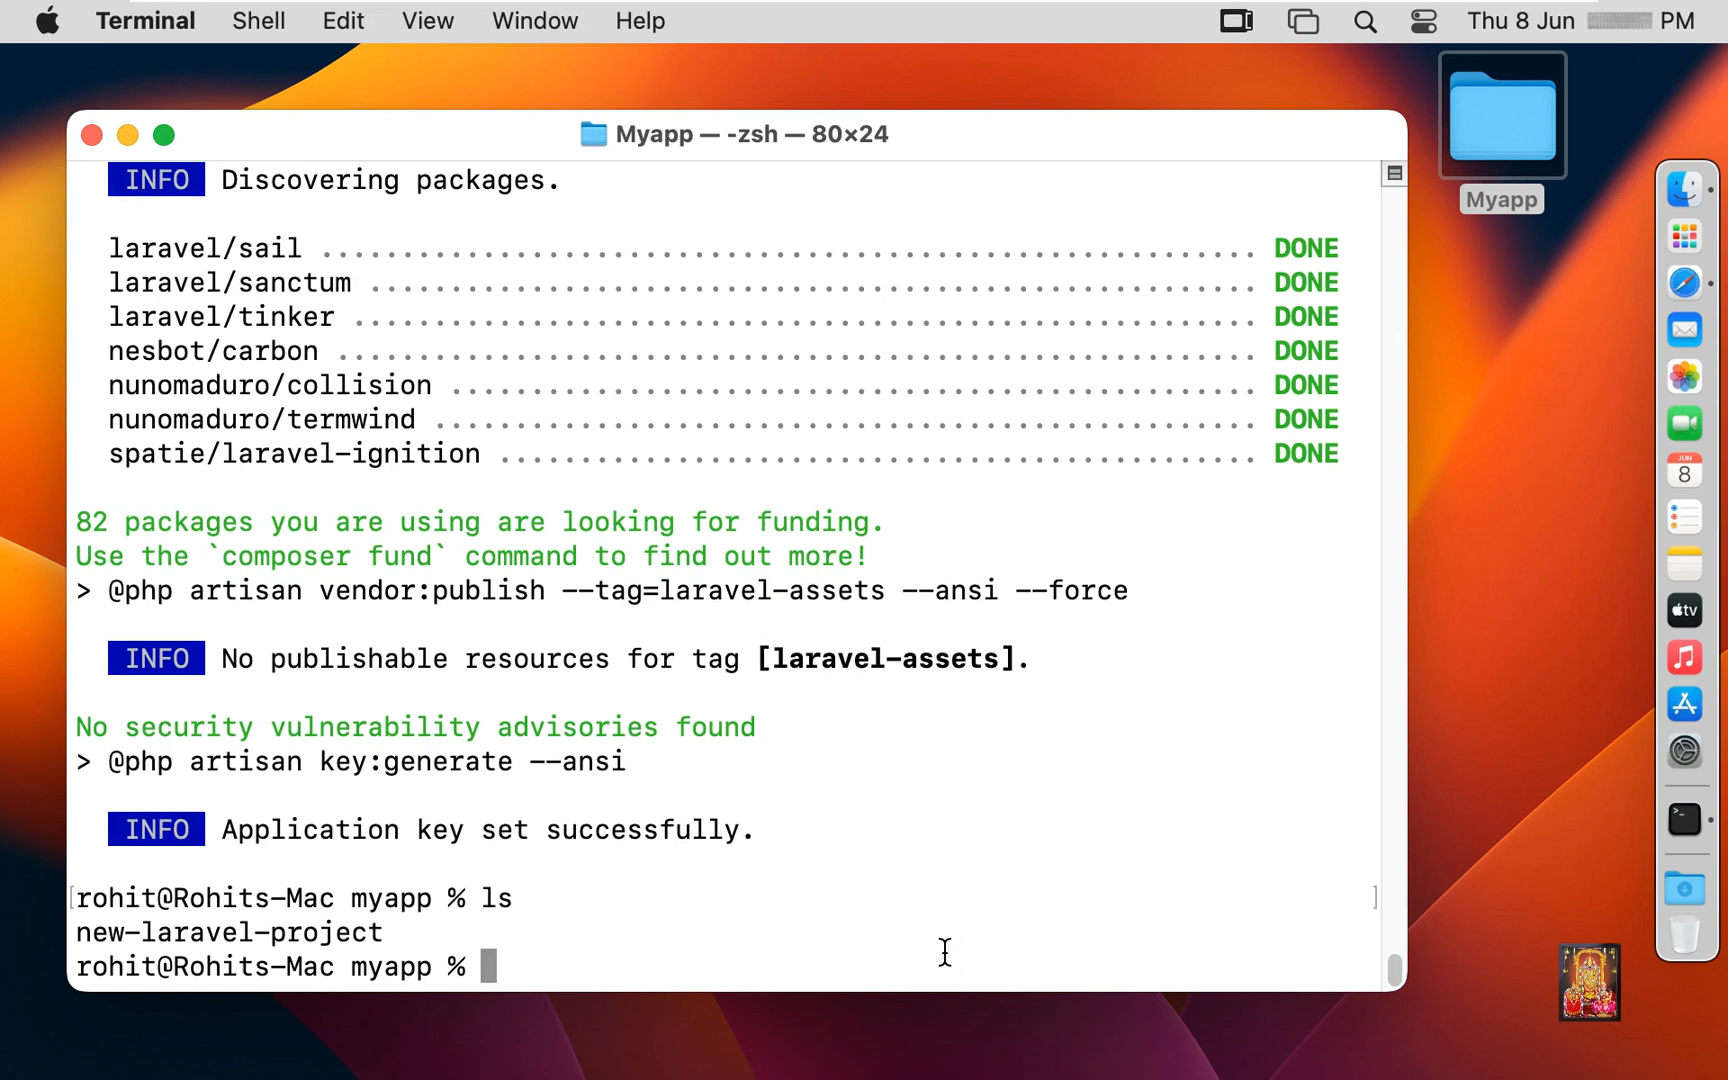 Terminal Shell Edit View Window Help Thu 8 Jun PM
Myapp — -zsh — 80×24
Myapp
INFO Discovering packages.
laravel/sail .......................................................... DONE
laravel/sanctum ....................................................... DONE
laravel/tinker ........................................................ DONE
nesbot/carbon ......................................................... DONE
nunomaduro/collision .................................................. DONE
nunomaduro/termwind ................................................... DONE
spatie/laravel-ignition ............................................... DONE
82 packages you are using are looking for funding.
Use the `composer fund` command to find out more!
> @php artisan vendor:publish --tag=laravel-assets --ansi --force
INFO No publishable resources for tag [laravel-assets].
No security vulnerability advisories found
> @php artisan key:generate --ansi
INFO Application key set successfully.
[rohit@Rohits-Mac myapp % ls ]
new-laravel-project
rohit@Rohits-Mac myapp %
JUN
8
tv